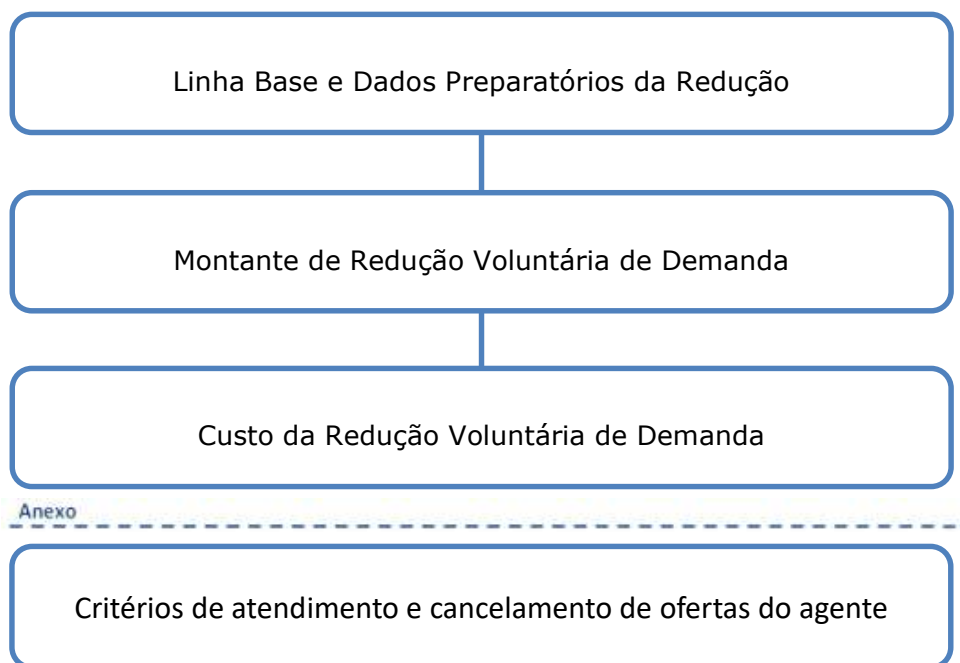 Linha Base e Dados Preparatórios da Redução
Montante de Redução Voluntária de Demanda
Custo da Redução Voluntária de Demanda
Anexo
Critérios de atendimento e cancelamento de ofertas do agente